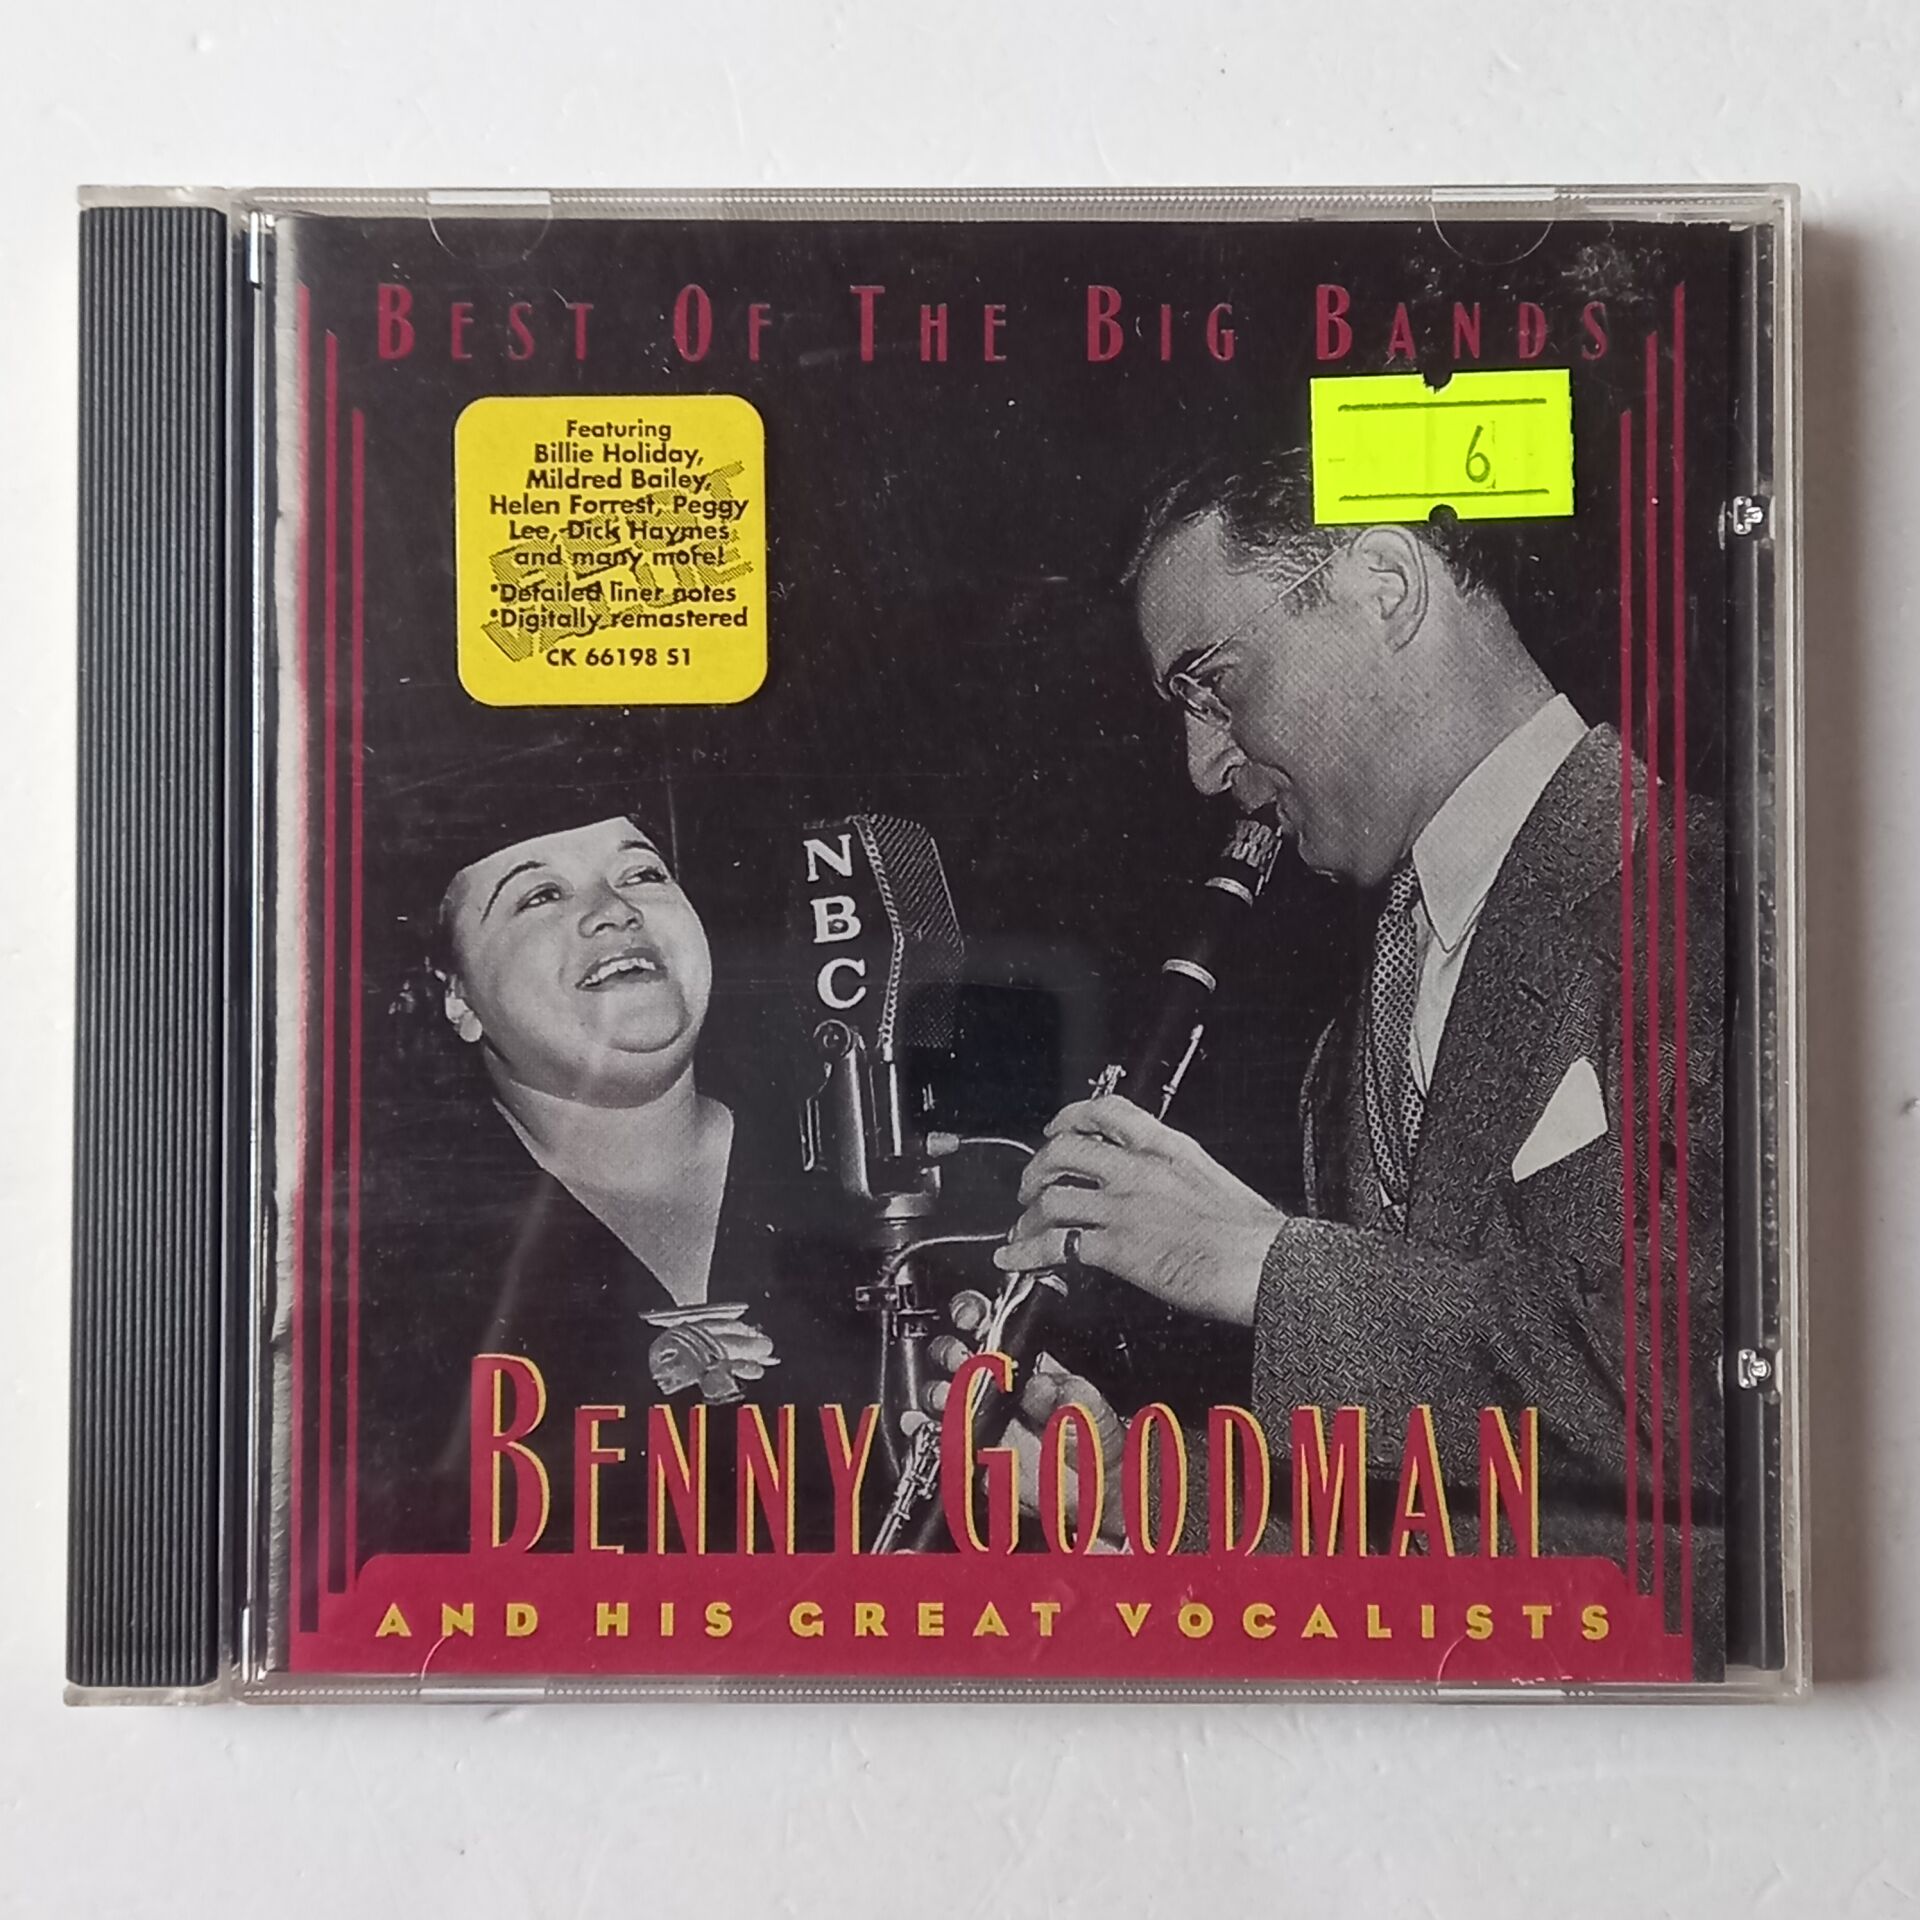 BEST OF THE BIG BANDS
Featuring
Billie Holiday,
Mildred Bailey,
Helen Forrest, Peggy
Lee, Dick Haymes
and many more!
*Detailed liner notes
*Digitally remastered
CK 66198 S1
6
N
B
C
BENNY GOODMAN
AND HIS GREAT VOCALISTS